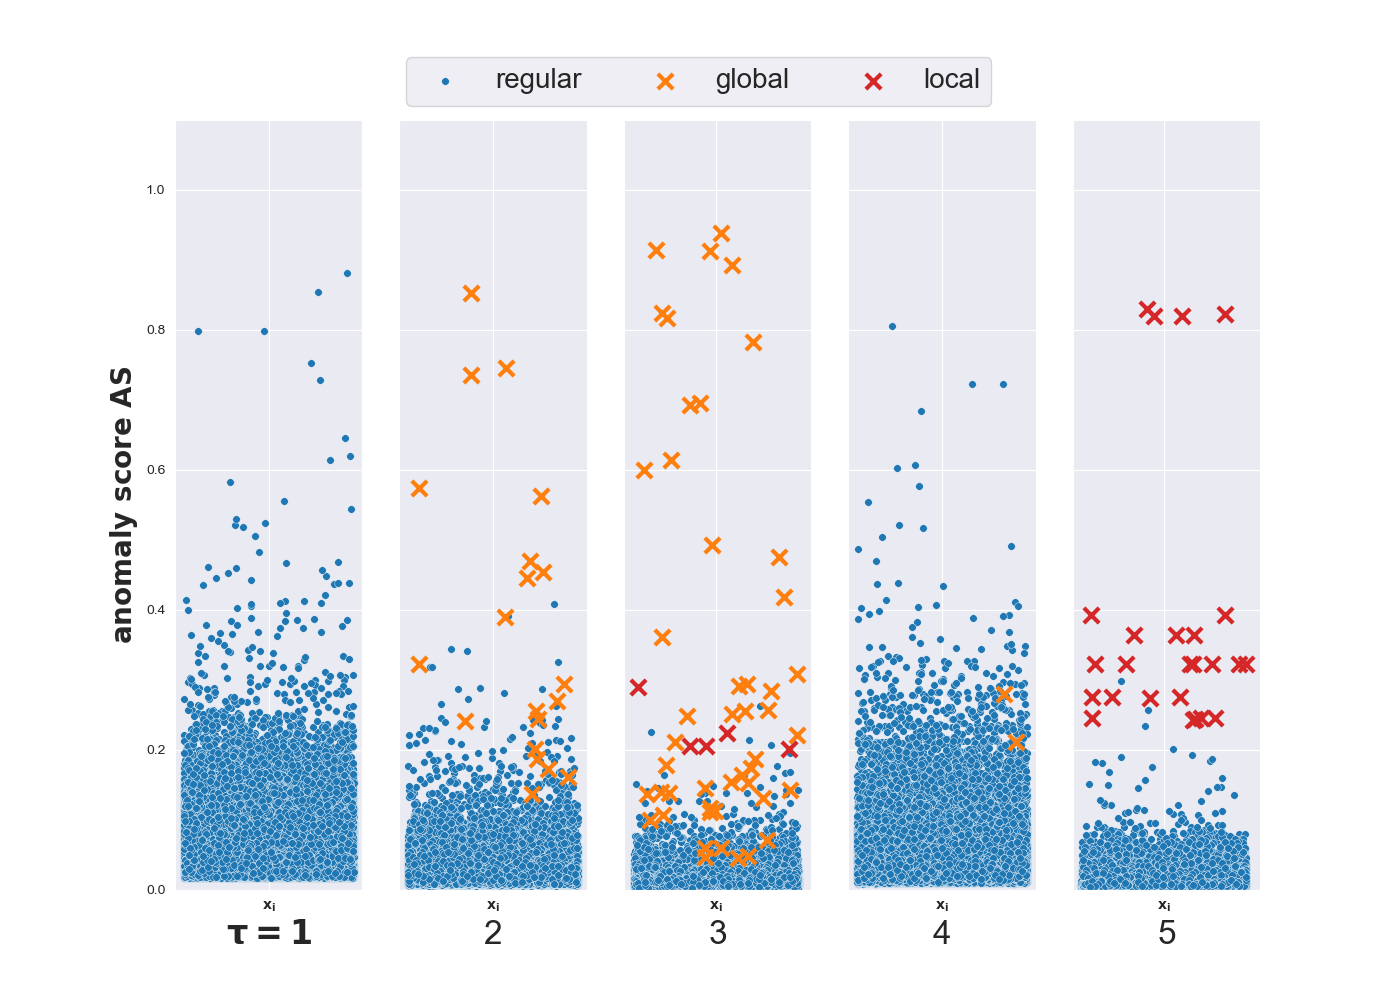 regular global local
anomaly score AS
1.0
0.8
0.6
0.4
0.2
0.0
xᵢ xᵢ xᵢ xᵢ xᵢ
τ = 1 2 3 4 5